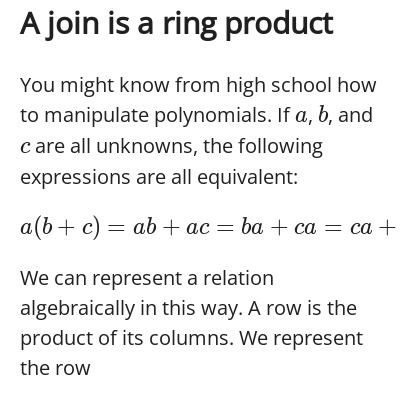 A join is a ring product
You might know from high school how
to manipulate polynomials. If a, b, and
c are all unknowns, the following
expressions are all equivalent:
a(b + c) = ab + ac = ba + ca = ca +
We can represent a relation
algebraically in this way. A row is the
product of its columns. We represent
the row